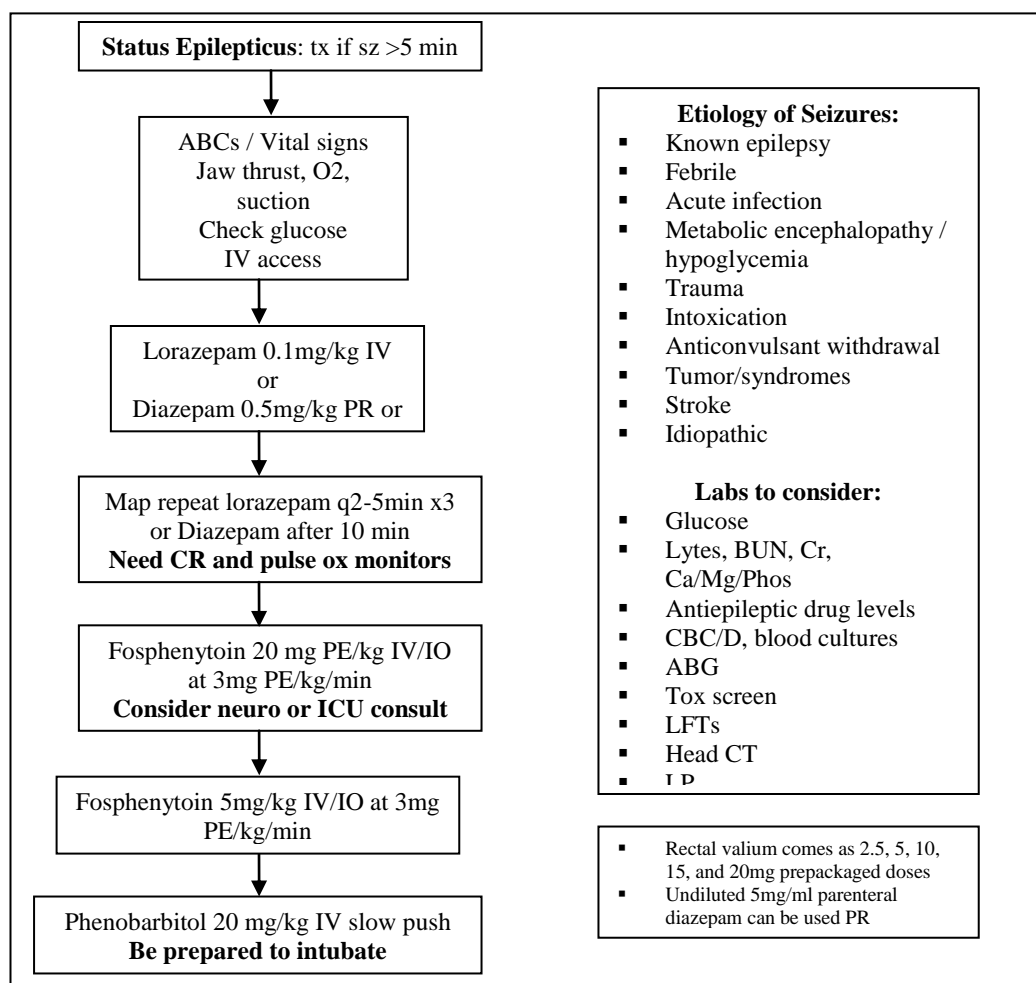 Status Epilepticus: tx if sz >5 min
ABCs / Vital signs
Jaw thrust, O2,
suction
Check glucose
IV access
Lorazepam 0.1mg/kg IV
or
Diazepam 0.5mg/kg PR or
Map repeat lorazepam q2-5min x3
or Diazepam after 10 min
Need CR and pulse ox monitors
Fosphenytoin 20 mg PE/kg IV/IO
at 3mg PE/kg/min
Consider neuro or ICU consult
Fosphenytoin 5mg/kg IV/IO at 3mg
PE/kg/min
Phenobarbitol 20 mg/kg IV slow push
Be prepared to intubate
Etiology of Seizures:
▪ Known epilepsy
▪ Febrile
▪ Acute infection
▪ Metabolic encephalopathy /
hypoglycemia
▪ Trauma
▪ Intoxication
▪ Anticonvulsant withdrawal
▪ Tumor/syndromes
▪ Stroke
▪ Idiopathic
Labs to consider:
▪ Glucose
▪ Lytes, BUN, Cr,
Ca/Mg/Phos
▪ Antiepileptic drug levels
▪ CBC/D, blood cultures
▪ ABG
▪ Tox screen
▪ LFTs
▪ Head CT
▪ LP
▪ Rectal valium comes as 2.5, 5, 10,
15, and 20mg prepackaged doses
▪ Undiluted 5mg/ml parenteral
diazepam can be used PR